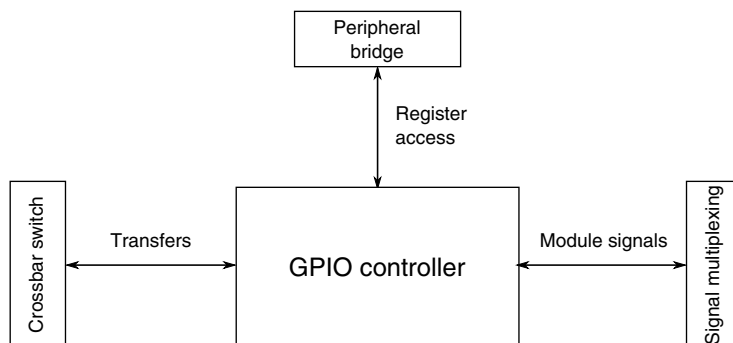 Peripheral
bridge
Register
access
Crossbar switch
Transfers
GPIO controller
Module signals
Signal multiplexing